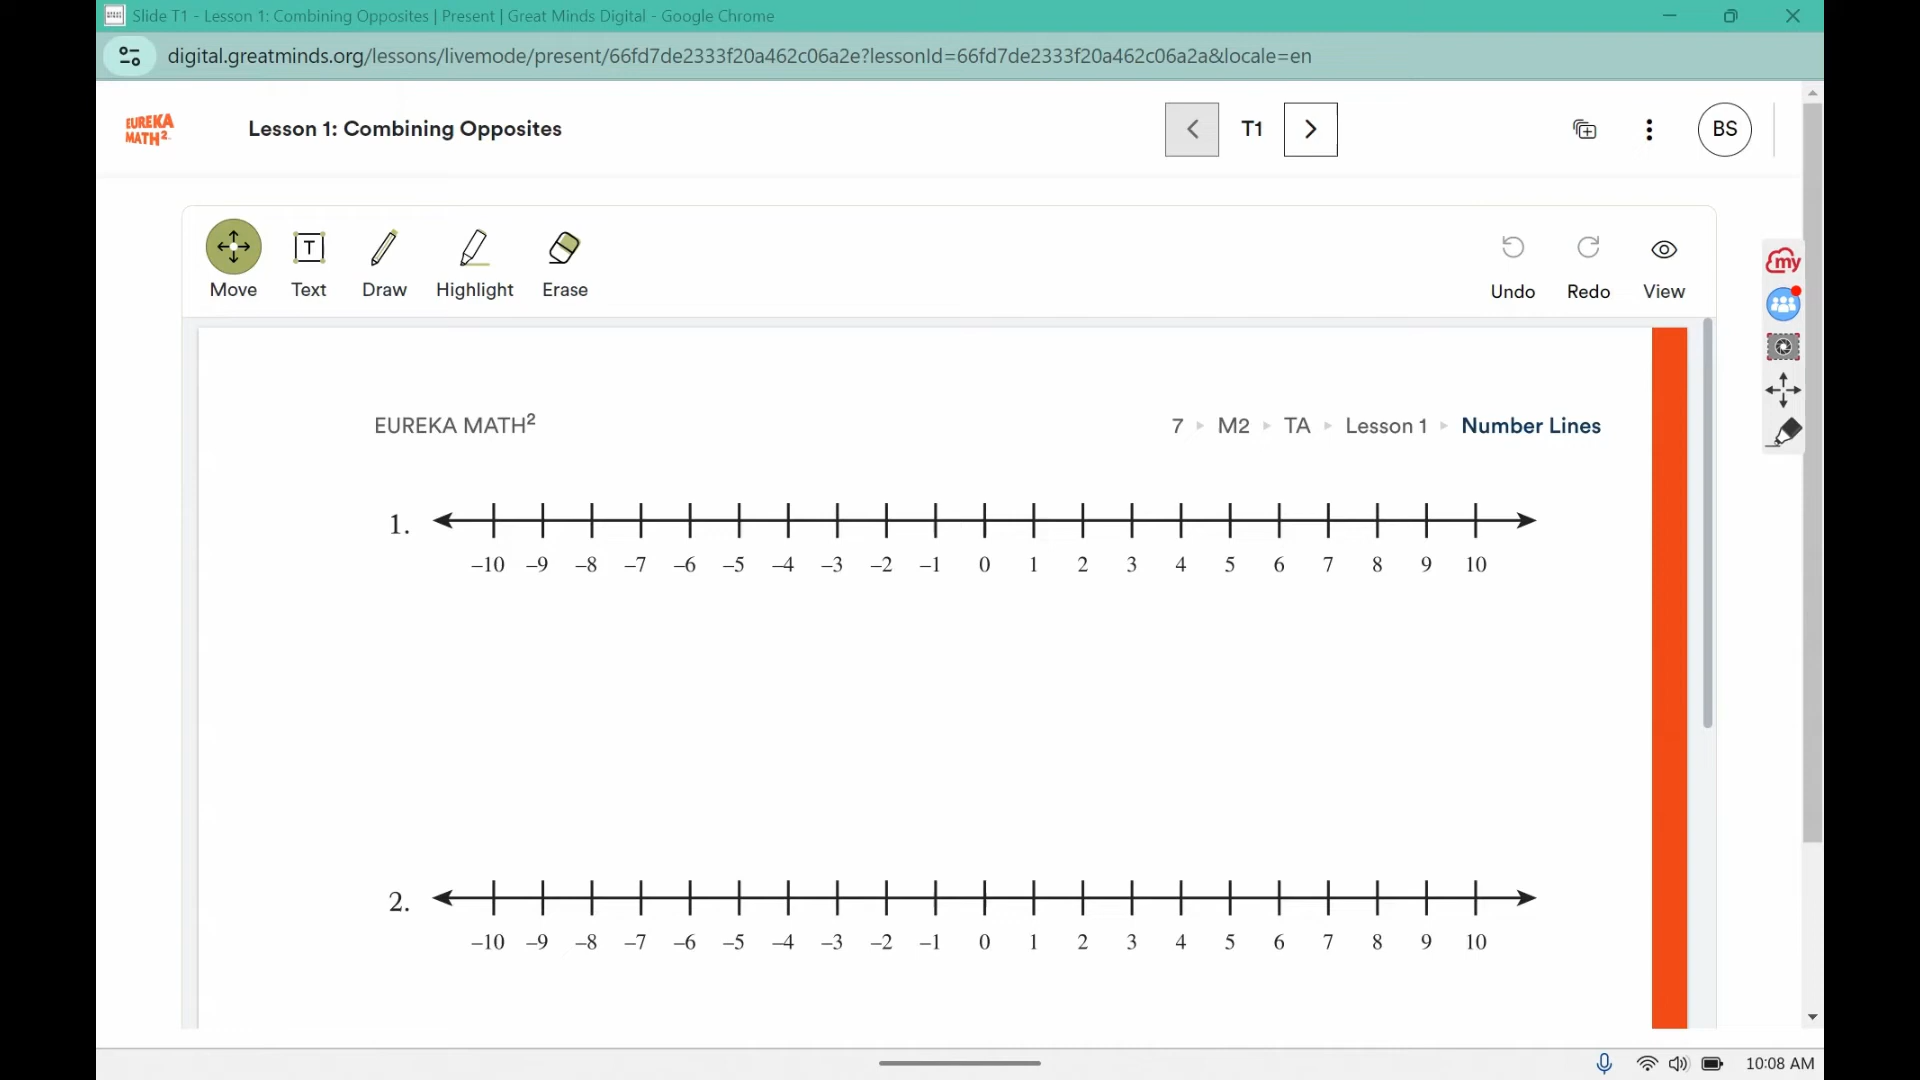 Slide T1 - Lesson 1: Combining Opposites | Present | Great Minds Digital - Google Chrome
digital.greatminds.org/lessons/livemode/present/66fd7de2333f20a462c06a2e?lessonId=66fd7de2333f20a462c06a2a&locale=en
EUREKA MATH²
Lesson 1: Combining Opposites
T1
BS
T
Move Text Draw Highlight Erase
Undo Redo View
my
EUREKA MATH²
7 ▸ M2 ▸ TA ▸ Lesson 1 ▸ Number Lines
1.
–10 –9 –8 –7 –6 –5 –4 –3 –2 –1 0 1 2 3 4 5 6 7 8 9 10
2.
–10 –9 –8 –7 –6 –5 –4 –3 –2 –1 0 1 2 3 4 5 6 7 8 9 10
10:08 AM